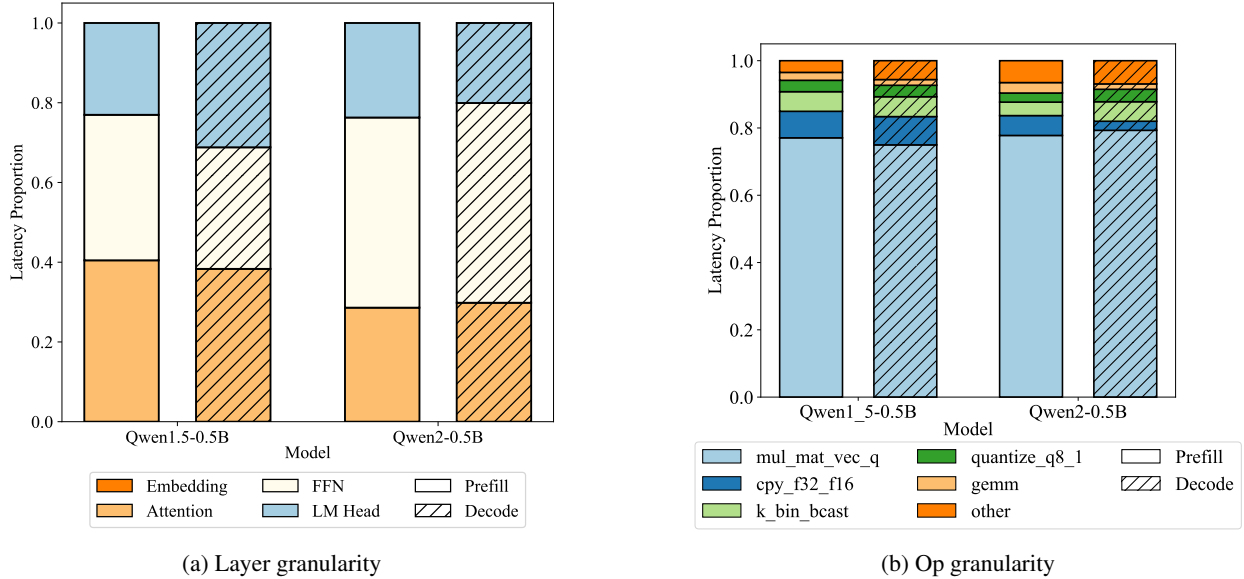 1.0
0.8
0.6
0.4
0.2
0.0
Latency Proportion
Qwen1.5-0.5B Qwen2-0.5B
Model
Embedding FFN Prefill
Attention LM Head Decode
(a) Layer granularity
1.0
0.8
0.6
0.4
0.2
0.0
Latency Proportion
Qwen1_5-0.5B Qwen2-0.5B
Model
mul_mat_vec_q quantize_q8_1 Prefill
cpy_f32_f16 gemm Decode
k_bin_bcast other
(b) Op granularity